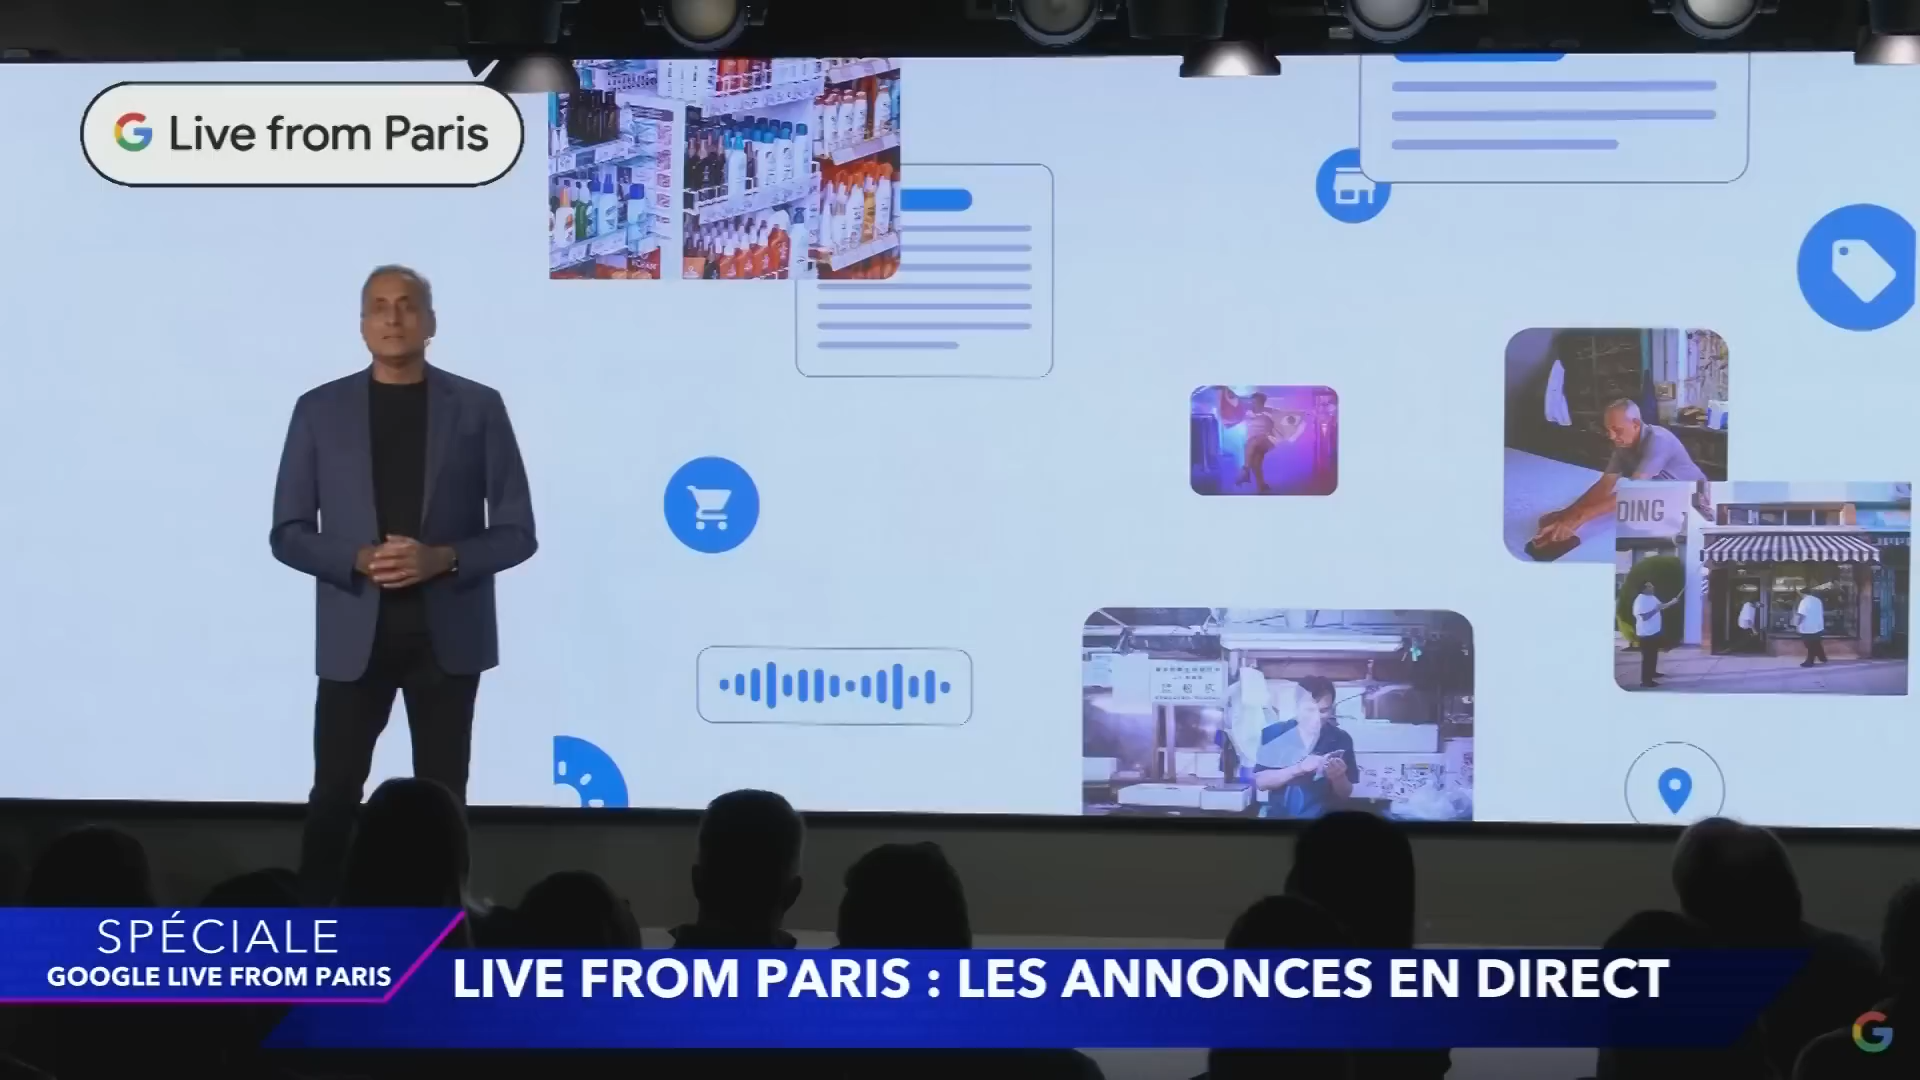 Live from Paris
DING
SPÉCIALE
GOOGLE LIVE FROM PARIS
LIVE FROM PARIS : LES ANNONCES EN DIRECT